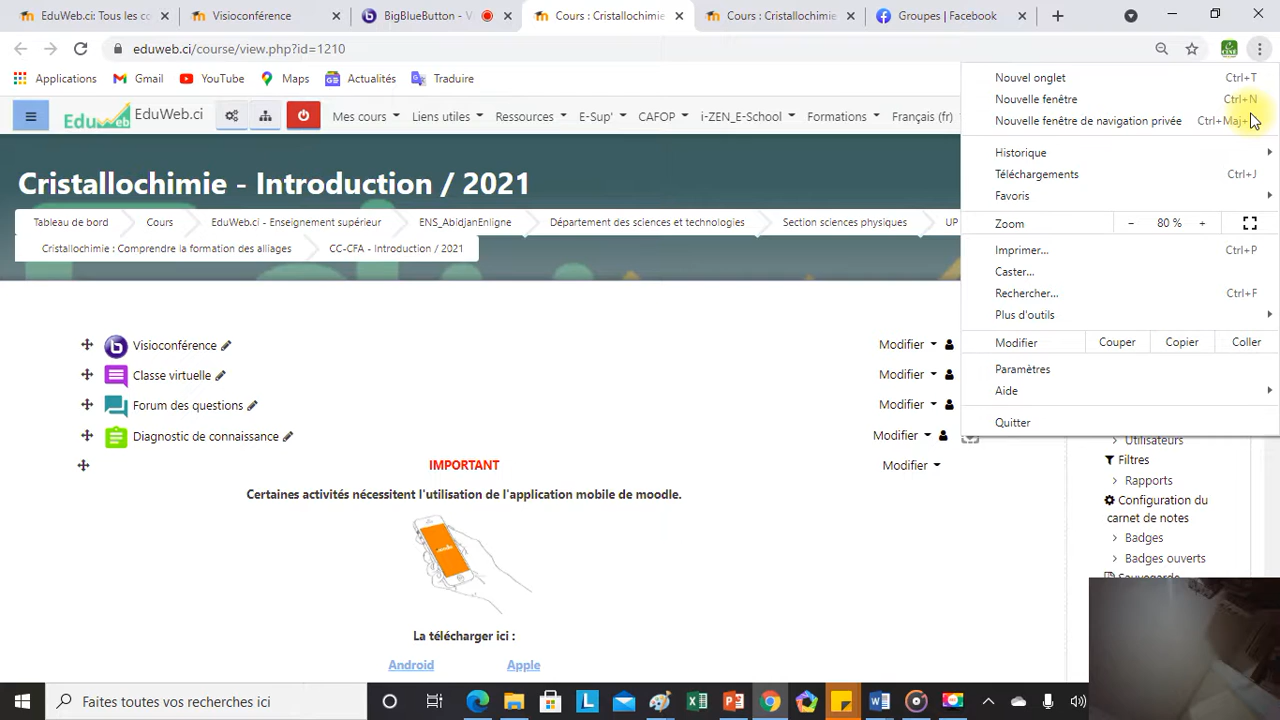 EduWeb.ci: Tous les co
Visioconférence
BigBlueButton - V
Cours : Cristallochimie
Cours : Cristallochimie
Groupes | Facebook
eduweb.ci/course/view.php?id=1210
Applications
Gmail
YouTube
Maps
Actualités
Traduire
Nouvel onglet Ctrl+T
Nouvelle fenêtre Ctrl+N
Nouvelle fenêtre de navigation privée Ctrl+Maj+
Historique
Téléchargements Ctrl+J
Favoris
Zoom - 80 % +
Imprimer... Ctrl+P
Caster...
Rechercher... Ctrl+F
Plus d'outils
Modifier Couper Copier Coller
Paramètres
Aide
Quitter
Eduweb EduWeb.ci Mes cours Liens utiles Ressources E-Sup' CAFOP i-ZEN_E-School Formations Français (fr)
Cristallochimie - Introduction / 2021
Tableau de bord Cours EduWeb.ci - Enseignement supérieur ENS_AbidjanEnligne Département des sciences et technologies Section sciences physiques UP
Cristallochimie : Comprendre la formation des alliages CC-CFA - Introduction / 2021
Visioconférence Modifier
Classe virtuelle Modifier
Forum des questions Modifier
Diagnostic de connaissance Modifier
Modifier
IMPORTANT
Certaines activités nécessitent l'utilisation de l'application mobile de moodle.
La télécharger ici :
Android Apple
Utilisateurs
Filtres
Rapports
Configuration du
carnet de notes
Badges
Badges ouverts
Sauvegarde
Faites tous vos recherches ici